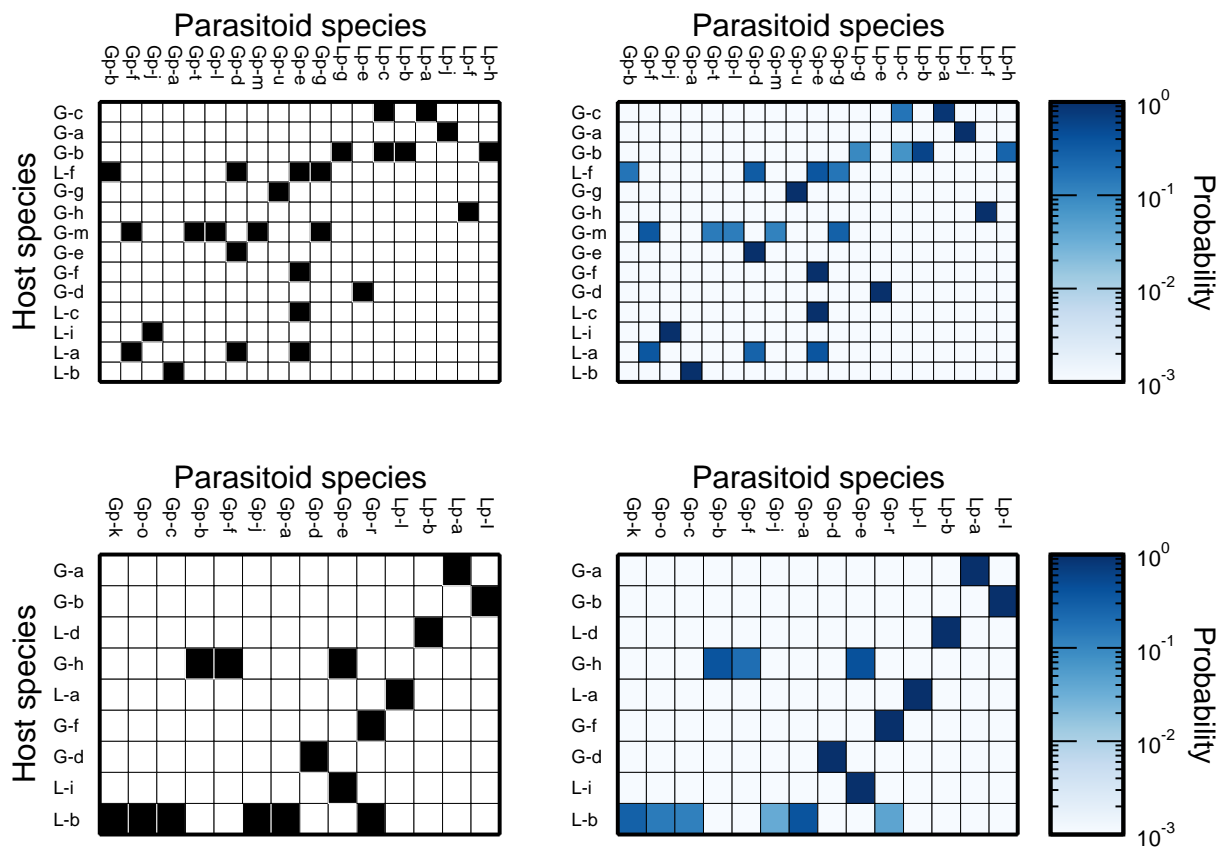 Parasitoid species
Gp-b
Gp-f
Gp-j
Gp-a
Gp-t
Gp-l
Gp-d
Gp-m
Gp-u
Gp-e
Gp-g
Lp-g
Lp-e
Lp-c
Lp-b
Lp-a
Lp-j
Lp-f
Lp-h
Host species
G-c
G-a
G-b
L-f
G-g
G-h
G-m
G-e
G-f
G-d
L-c
L-i
L-a
L-b
Parasitoid species
Gp-b
Gp-f
Gp-j
Gp-a
Gp-t
Gp-l
Gp-d
Gp-m
Gp-u
Gp-e
Gp-g
Lp-g
Lp-e
Lp-c
Lp-b
Lp-a
Lp-j
Lp-f
Lp-h
G-c
G-a
G-b
L-f
G-g
G-h
G-m
G-e
G-f
G-d
L-c
L-i
L-a
L-b
10⁰
10⁻¹
10⁻²
10⁻³
Probability
Parasitoid species
Gp-k
Gp-o
Gp-c
Gp-b
Gp-f
Gp-j
Gp-a
Gp-d
Gp-e
Gp-r
Lp-l
Lp-b
Lp-a
Lp-l
Host species
G-a
G-b
L-d
G-h
L-a
G-f
G-d
L-i
L-b
Parasitoid species
Gp-k
Gp-o
Gp-c
Gp-b
Gp-f
Gp-j
Gp-a
Gp-d
Gp-e
Gp-r
Lp-l
Lp-b
Lp-a
Lp-l
G-a
G-b
L-d
G-h
L-a
G-f
G-d
L-i
L-b
10⁰
10⁻¹
10⁻²
10⁻³
Probability